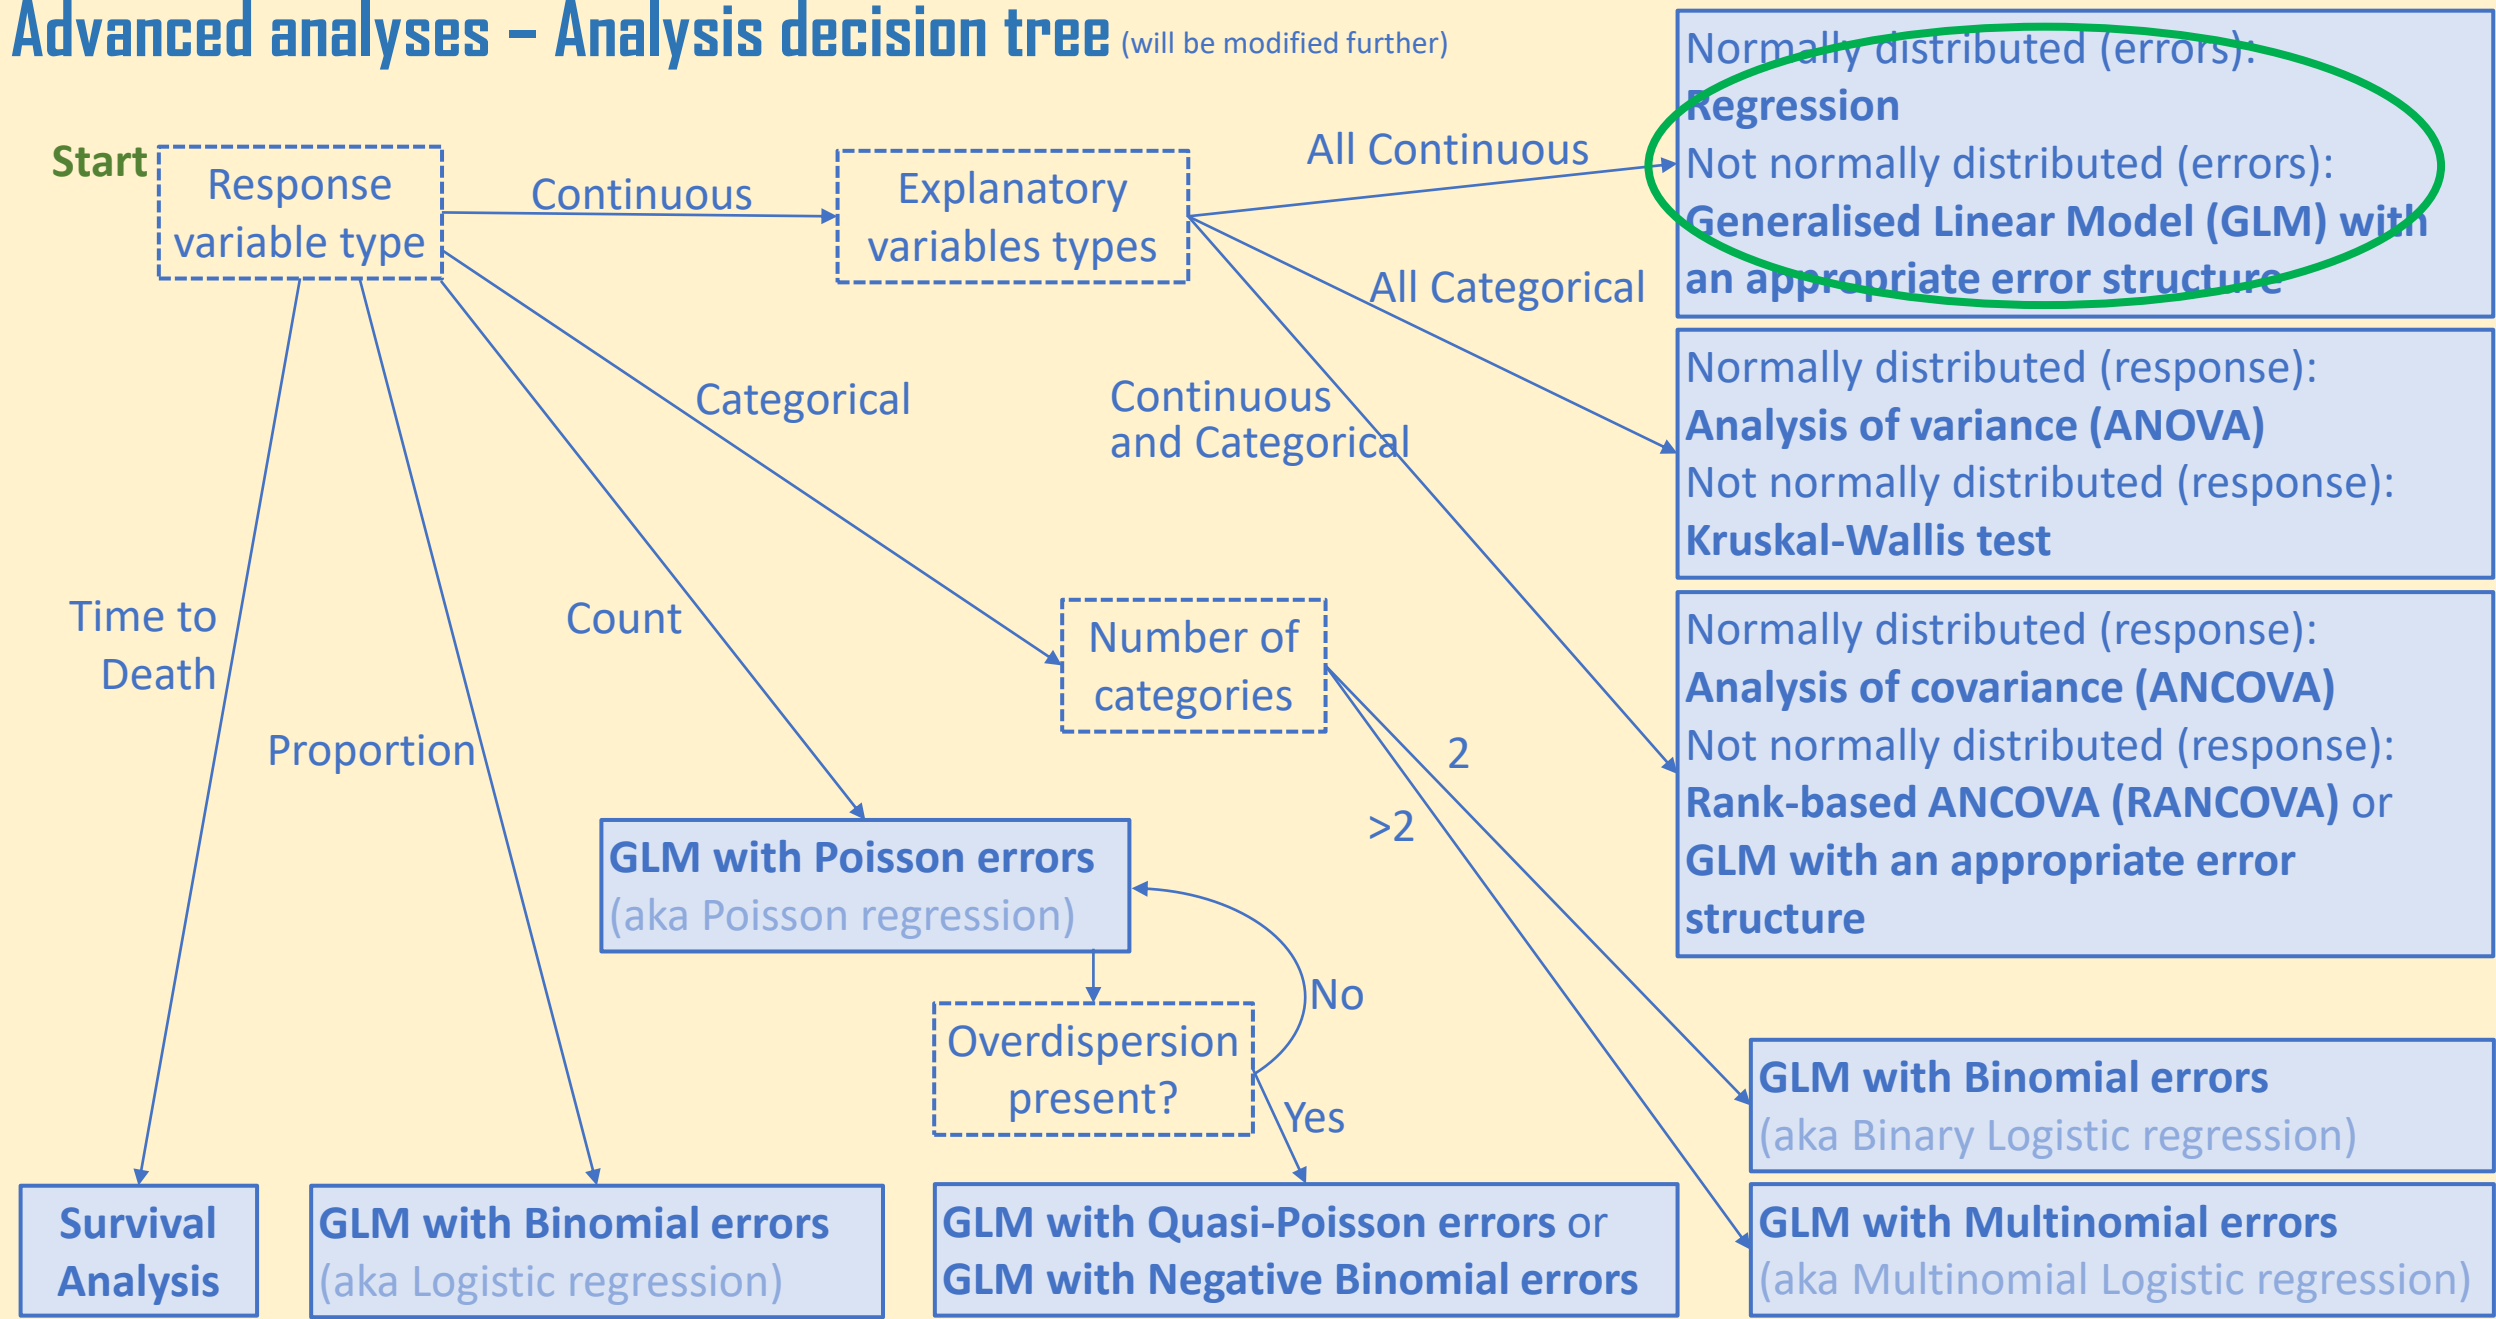 Advanced analyses – Analysis decision tree (will be modified further)
Start
Response
variable type
Continuous
Explanatory
variables types
All Continuous
All Categorical
Continuous
and Categorical
Normally distributed (errors):
Regression
Not normally distributed (errors):
Generalised Linear Model (GLM) with
an appropriate error structure
Normally distributed (response):
Analysis of variance (ANOVA)
Not normally distributed (response):
Kruskal-Wallis test
Normally distributed (response):
Analysis of covariance (ANCOVA)
Not normally distributed (response):
Rank-based ANCOVA (RANCOVA) or
GLM with an appropriate error
structure
Categorical
Number of
categories
2
>2
GLM with Binomial errors
(aka Binary Logistic regression)
GLM with Multinomial errors
(aka Multinomial Logistic regression)
Count
GLM with Poisson errors
(aka Poisson regression)
Overdispersion
present?
No
Yes
GLM with Quasi-Poisson errors or
GLM with Negative Binomial errors
Proportion
GLM with Binomial errors
(aka Logistic regression)
Time to
Death
Survival
Analysis